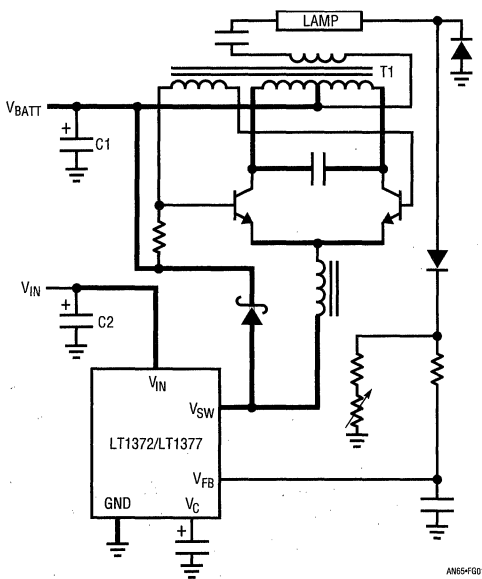 LAMP
T1
VBATT
+
C1
VIN
+
C2
VIN
VSW
LT1372/LT1377
VFB
GND
VC
+
AN65•FG0